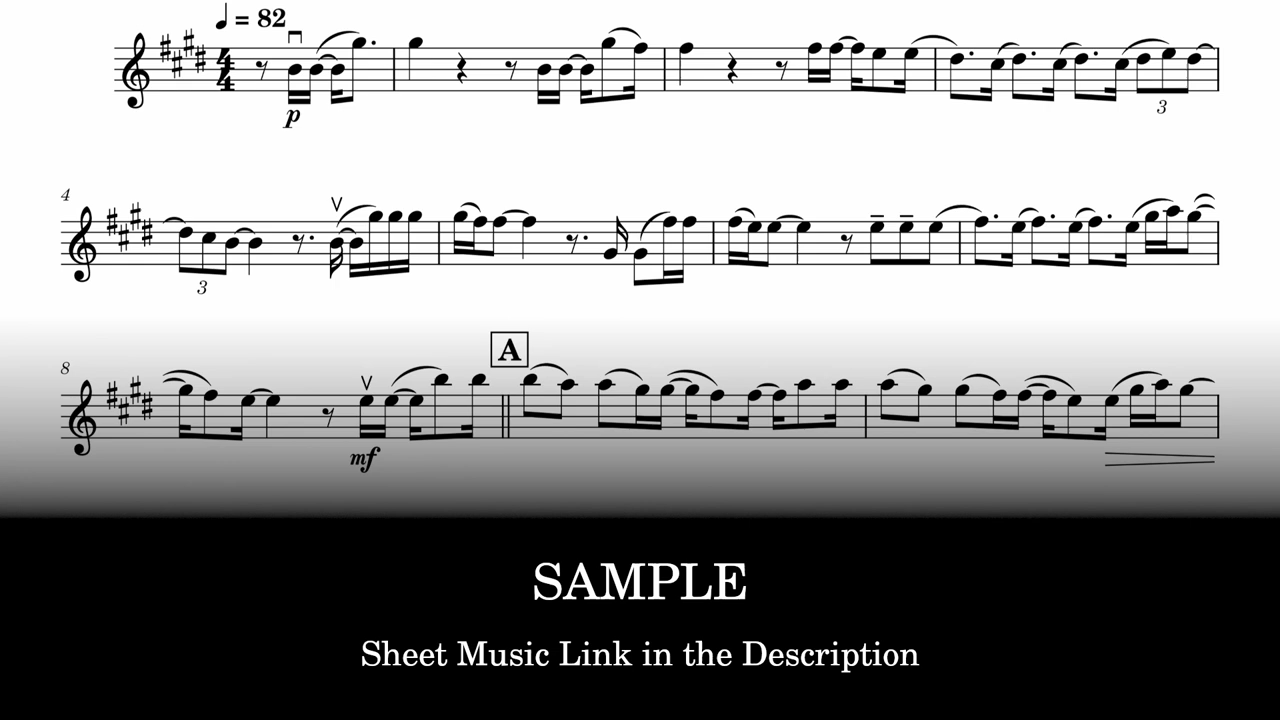 ♩ = 82
p
3
4
3
8
A
mf
SAMPLE
Sheet Music Link in the Description